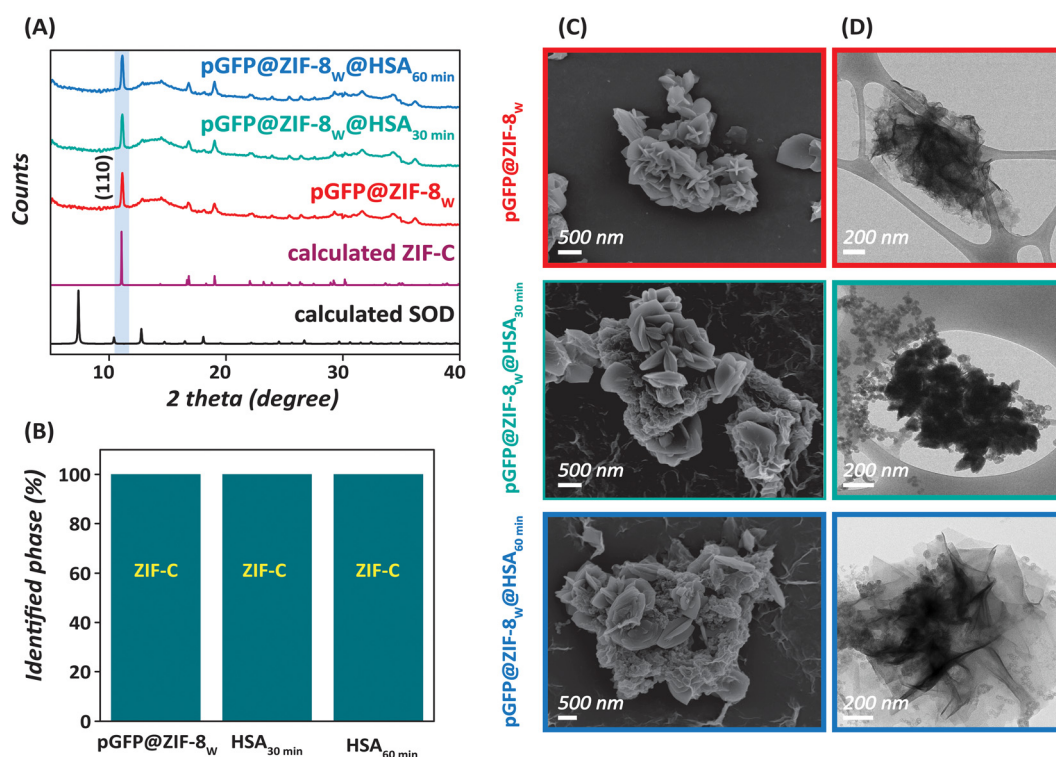 (A)
pGFP@ZIF-8W@HSA60 min
pGFP@ZIF-8W@HSA30 min
(110)
pGFP@ZIF-8W
calculated ZIF-C
calculated SOD
Counts
10 20 30 40
2 theta (degree)
(B)
Identified phase (%)
100
80
60
40
20
0
ZIF-C ZIF-C ZIF-C
pGFP@ZIF-8W HSA30 min HSA60 min
(C) (D)
pGFP@ZIF-8W
500 nm 200 nm
pGFP@ZIF-8W@HSA30 min
500 nm 200 nm
pGFP@ZIF-8W@HSA60 min
500 nm 200 nm